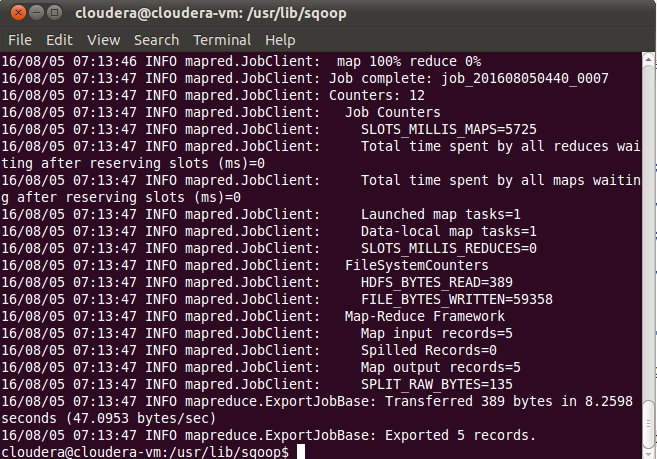 cloudera@cloudera-vm: /usr/lib/sqoop
File Edit View Search Terminal Help
16/08/05 07:13:46 INFO mapred.JobClient:  map 100% reduce 0%
16/08/05 07:13:47 INFO mapred.JobClient: Job complete: job_201608050440_0007
16/08/05 07:13:47 INFO mapred.JobClient: Counters: 12
16/08/05 07:13:47 INFO mapred.JobClient:   Job Counters
16/08/05 07:13:47 INFO mapred.JobClient:     SLOTS_MILLIS_MAPS=5725
16/08/05 07:13:47 INFO mapred.JobClient:     Total time spent by all reduces wai
ting after reserving slots (ms)=0
16/08/05 07:13:47 INFO mapred.JobClient:     Total time spent by all maps waitin
g after reserving slots (ms)=0
16/08/05 07:13:47 INFO mapred.JobClient:     Launched map tasks=1
16/08/05 07:13:47 INFO mapred.JobClient:     Data-local map tasks=1
16/08/05 07:13:47 INFO mapred.JobClient:     SLOTS_MILLIS_REDUCES=0
16/08/05 07:13:47 INFO mapred.JobClient:   FileSystemCounters
16/08/05 07:13:47 INFO mapred.JobClient:     HDFS_BYTES_READ=389
16/08/05 07:13:47 INFO mapred.JobClient:     FILE_BYTES_WRITTEN=59358
16/08/05 07:13:47 INFO mapred.JobClient:   Map-Reduce Framework
16/08/05 07:13:47 INFO mapred.JobClient:     Map input records=5
16/08/05 07:13:47 INFO mapred.JobClient:     Spilled Records=0
16/08/05 07:13:47 INFO mapred.JobClient:     Map output records=5
16/08/05 07:13:47 INFO mapred.JobClient:     SPLIT_RAW_BYTES=135
16/08/05 07:13:47 INFO mapreduce.ExportJobBase: Transferred 389 bytes in 8.2598
seconds (47.0953 bytes/sec)
16/08/05 07:13:47 INFO mapreduce.ExportJobBase: Exported 5 records.
cloudera@cloudera-vm:/usr/lib/sqoop$